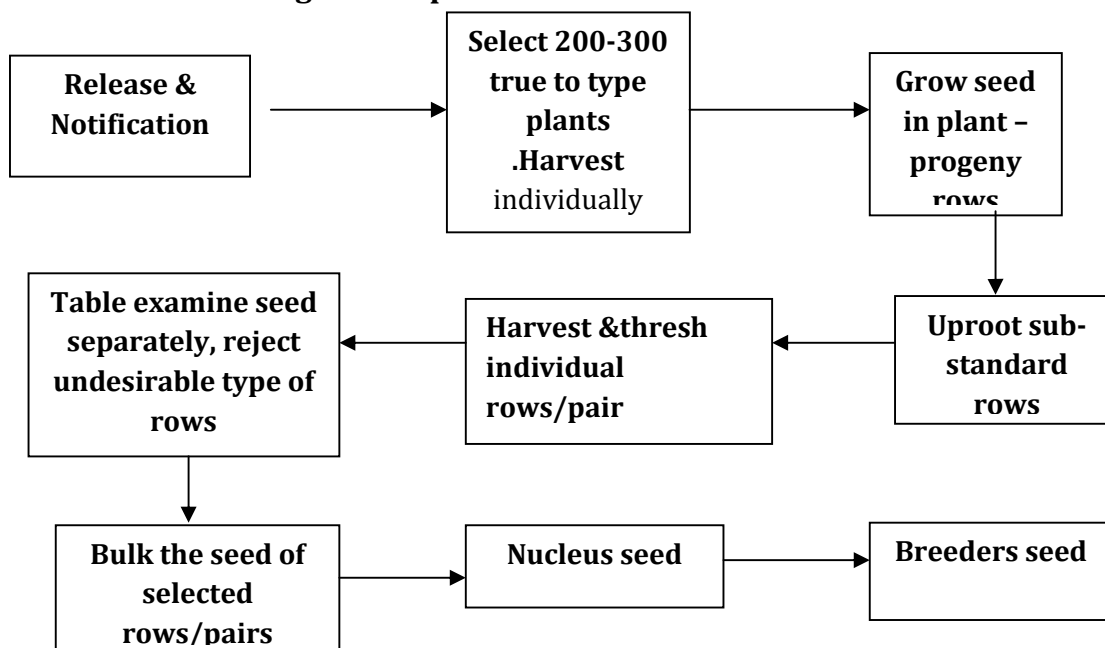 Release &
Notification
Select 200-300
true to type
plants
.Harvest
individually
Grow seed
in plant –
progeny
rows
Uproot sub-
standard
rows
Harvest &thresh
individual
rows/pair
Table examine seed
separately, reject
undesirable type of
rows
Bulk the seed of
selected
rows/pairs
Nucleus seed
Breeders seed